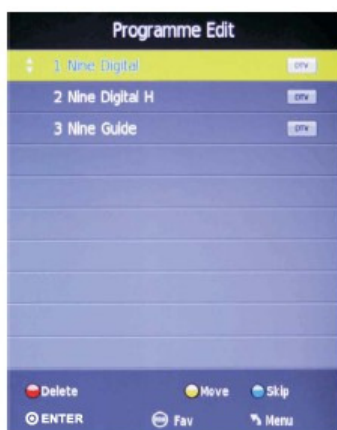 Programme Edit
1 Nine Digital DTV
2 Nine Digital H DTV
3 Nine Guide DTV
Delete Move Skip
ENTER Fav Menu